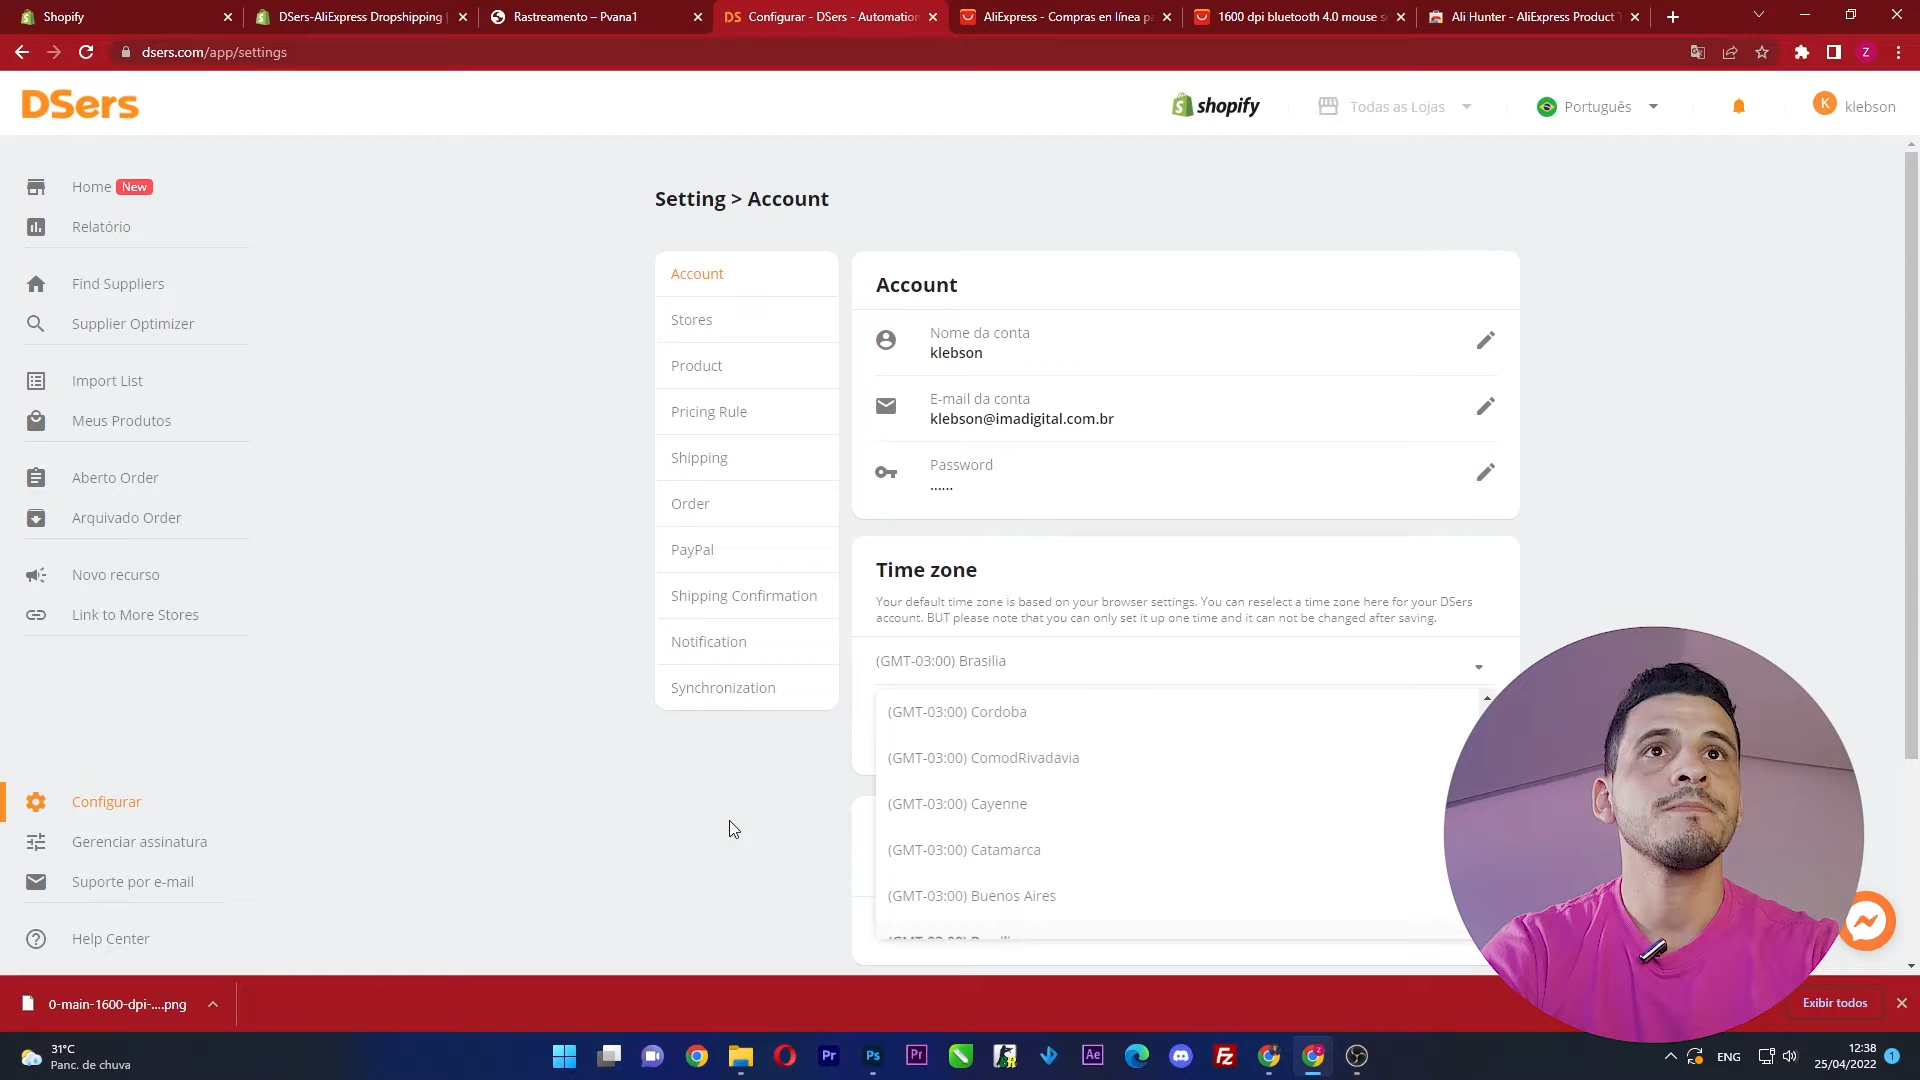 Shopify
DSers-AliExpress Dropshipping
Rastreamento – Pvana1
DS Configurar - DSers - Automation
AliExpress - Compras en línea pa
1600 dpi bluetooth 4.0 mouse s
Ali Hunter - AliExpress Product T
dsers.com/app/settings
Z
DSers
shopify
Todas as Lojas
Português
K klebson
Home New
Relatório
Find Suppliers
Supplier Optimizer
Import List
Meus Produtos
Aberto Order
Arquivado Order
Novo recurso
Link to More Stores
Configurar
Gerenciar assinatura
Suporte por e-mail
Help Center
Setting > Account
Account
Stores
Product
Pricing Rule
Shipping
Order
PayPal
Shipping Confirmation
Notification
Synchronization
Account
Nome da conta
klebson
E-mail da conta
klebson@imadigital.com.br
Password
......
Time zone
Your default time zone is based on your browser settings. You can reselect a time zone here for your DSers
account. BUT please note that you can only set it up one time and it can not be changed after saving.
(GMT-03:00) Brasilia
(GMT-03:00) Cordoba
(GMT-03:00) ComodRivadavia
(GMT-03:00) Cayenne
(GMT-03:00) Catamarca
(GMT-03:00) Buenos Aires
0-main-1600-dpi-....png
Exibir todos
31°C
Panc. de chuva
Pr
Ps
Pr
Ae
Fz
ENG
12:38
25/04/2022
1